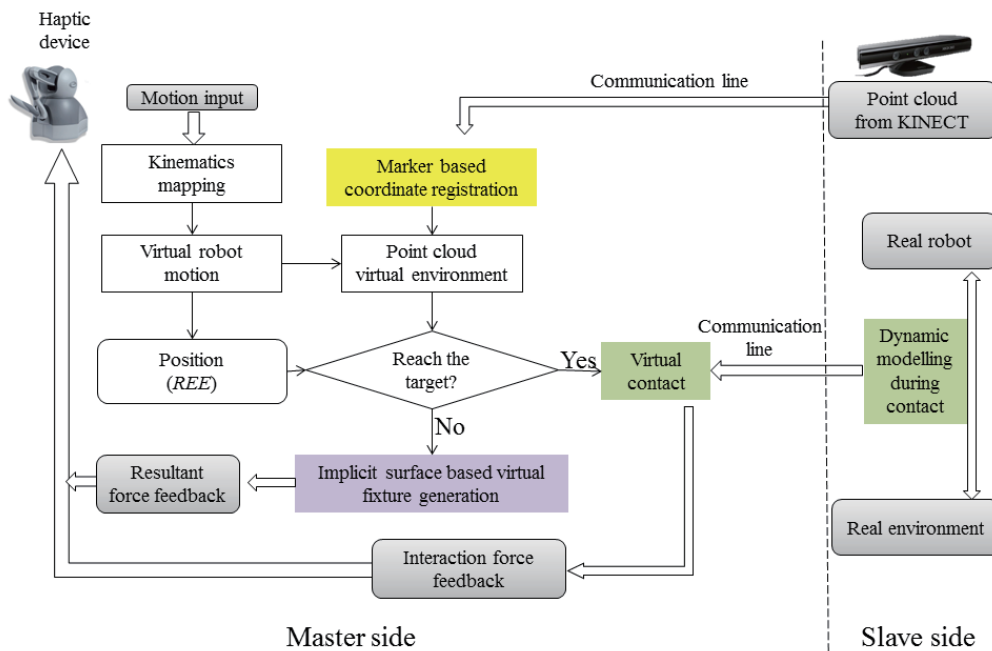 Haptic
device
Motion input
Communication line
Point cloud
from KINECT
Kinematics
mapping
Marker based
coordinate registration
Virtual robot
motion
Point cloud
virtual environment
Real robot
Position
(REE)
Reach the
target?
Yes
Virtual
contact
Communication
line
Dynamic
modelling
during
contact
No
Resultant
force feedback
Implicit surface based virtual
fixture generation
Real environment
Interaction force
feedback
Master side
Slave side